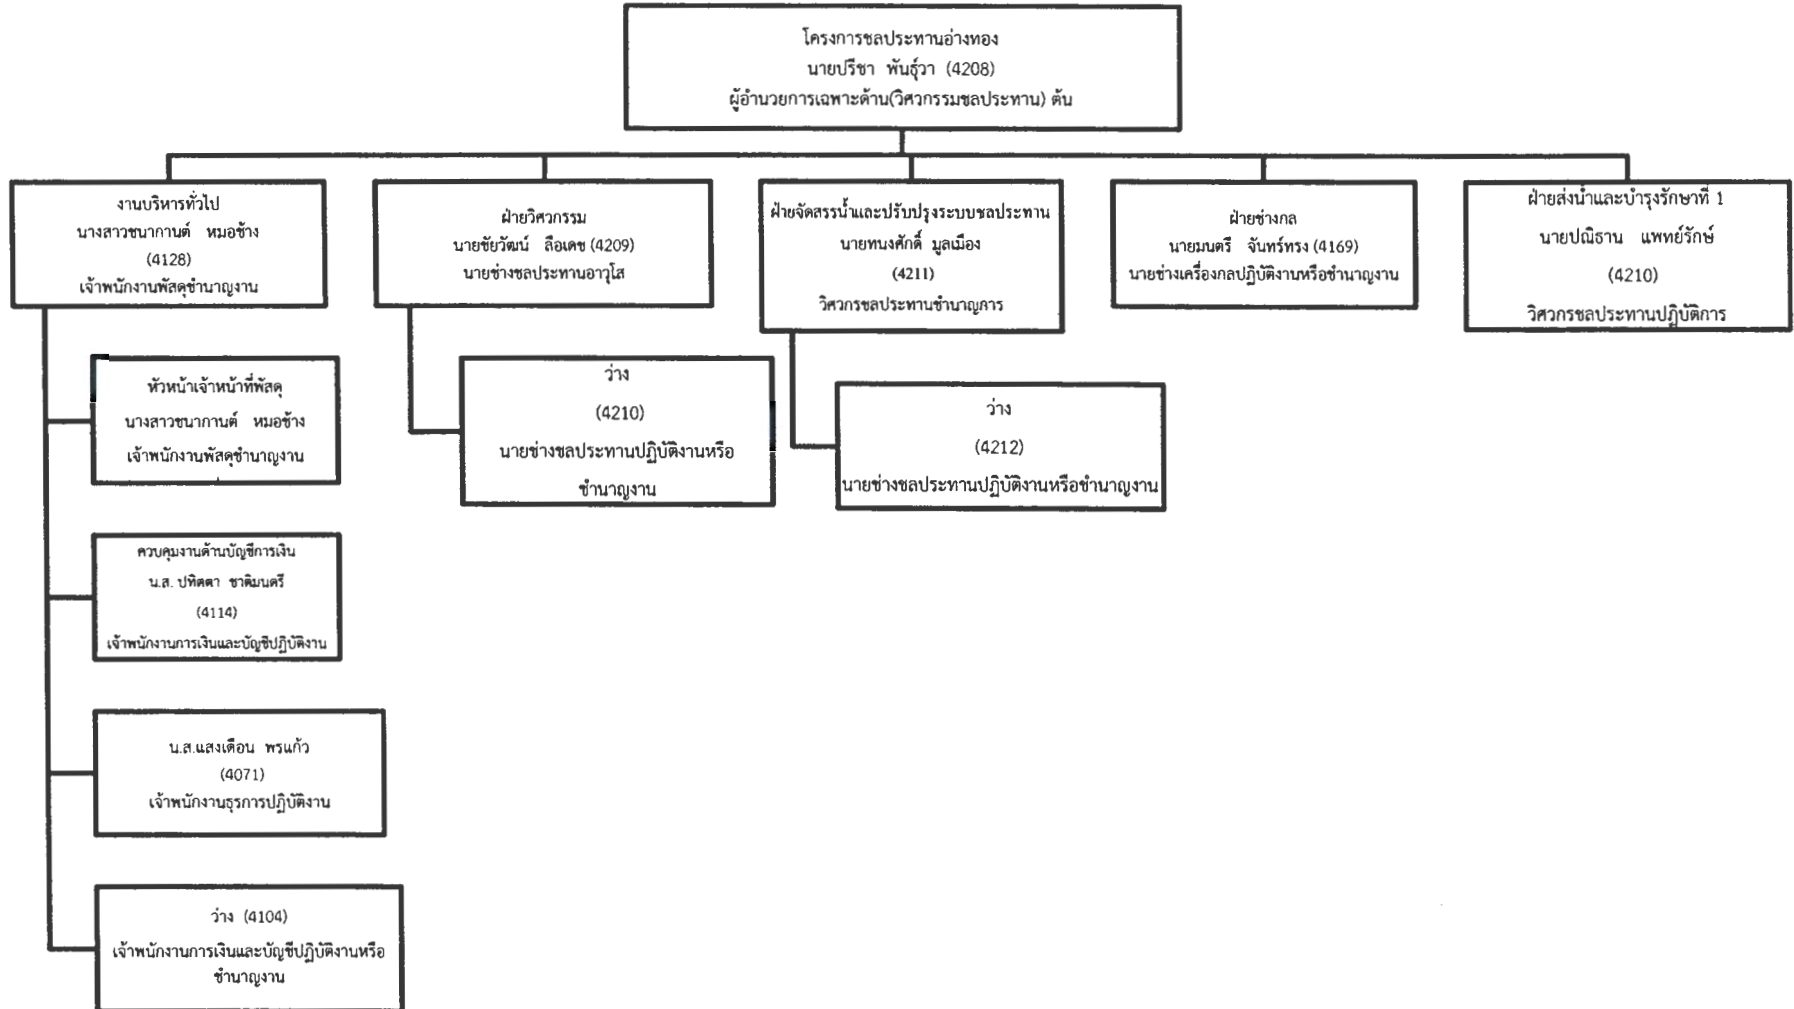 โครงการชลประทานอ่างทอง
นายปรีชา พันธุ์วา (4208)
ผู้อำนวยการเฉพาะด้าน(วิศวกรรมชลประทาน) ต้น
งานบริหารทั่วไป
นางสาวชนากานต์ หมอช้าง
(4128)
เจ้าพนักงานพัสดุชำนาญงาน
ฝ่ายวิศวกรรม
นายชัยวัฒน์ ลือเดช (4209)
นายช่างชลประทานอาวุโส
ฝ่ายจัดสรรน้ำและปรับปรุงระบบชลประทาน
นายทนงศักดิ์ มูลเมือง
(4211)
วิศวกรชลประทานชำนาญการ
ฝ่ายช่างกล
นายมนตรี จันทร์ทรง (4169)
นายช่างเครื่องกลปฏิบัติงานหรือชำนาญงาน
ฝ่ายส่งน้ำและบำรุงรักษาที่ 1
นายปณิธาน แพทย์รักษ์
(4210)
วิศวกรชลประทานปฏิบัติการ
หัวหน้าเจ้าหน้าที่พัสดุ
นางสาวชนากานต์ หมอช้าง
เจ้าพนักงานพัสดุชำนาญงาน
ว่าง
(4210)
นายช่างชลประทานปฏิบัติงานหรือ
ชำนาญงาน
ว่าง
(4212)
นายช่างชลประทานปฏิบัติงานหรือชำนาญงาน
ควบคุมงานด้านบัญชีการเงิน
น.ส. ปทิตตา ชาติมนตรี
(4114)
เจ้าพนักงานการเงินและบัญชีปฏิบัติงาน
น.ส.แสงเดือน พรแก้ว
(4071)
เจ้าพนักงานธุรการปฏิบัติงาน
ว่าง (4104)
เจ้าพนักงานการเงินและบัญชีปฏิบัติงานหรือ
ชำนาญงาน